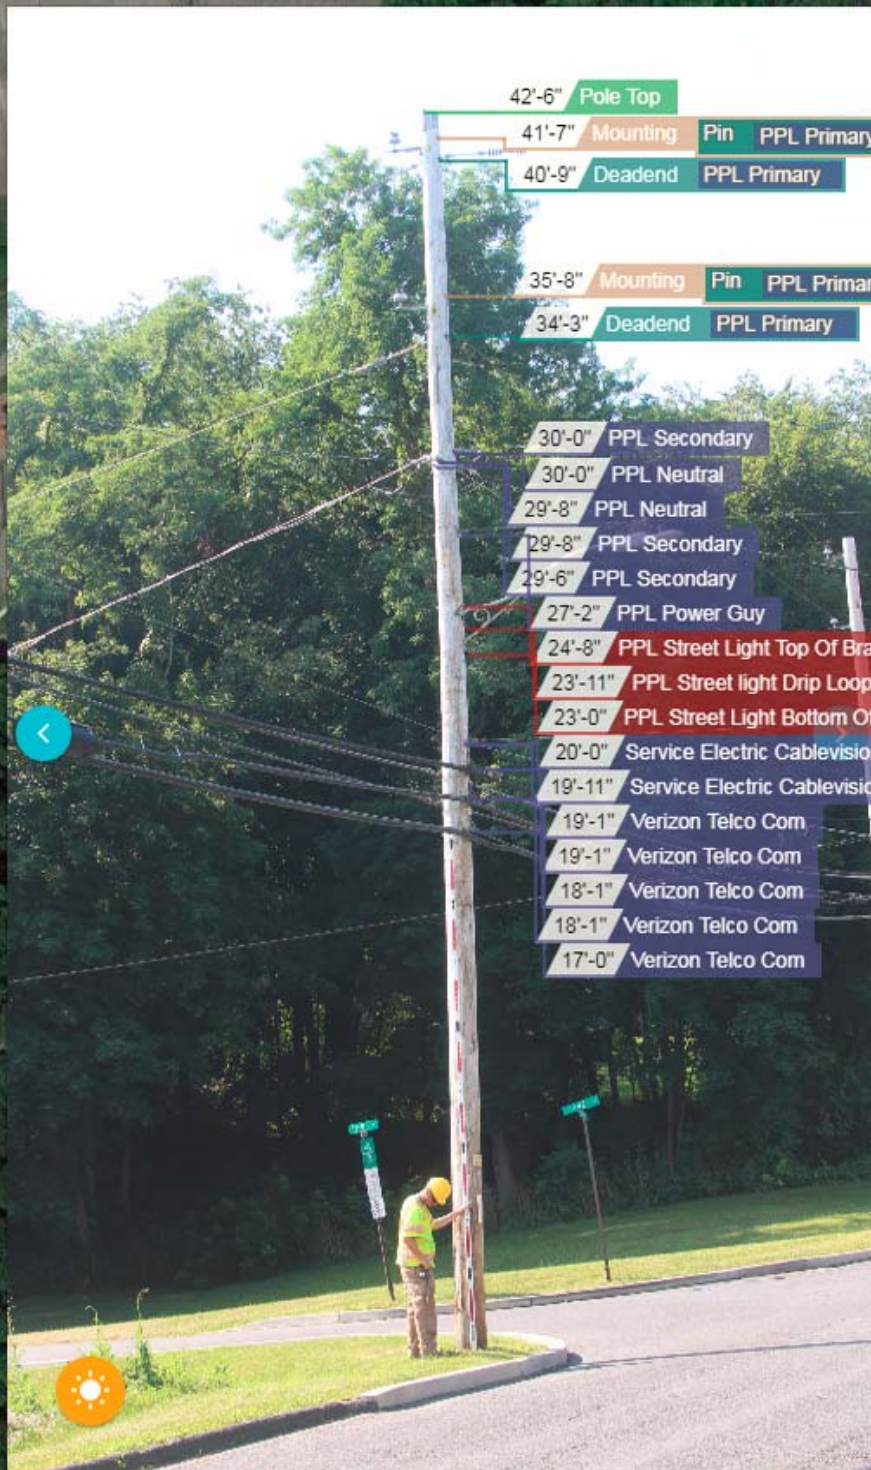 42'-6" Pole Top
41'-7" Mounting Pin PPL Primary
40'-9" Deadend PPL Primary
35'-8" Mounting Pin PPL Primar
34'-3" Deadend PPL Primary
30'-0" PPL Secondary
30'-0" PPL Neutral
29'-8" PPL Neutral
29'-8" PPL Secondary
29'-6" PPL Secondary
27'-2" PPL Power Guy
24'-8" PPL Street Light Top Of Bra
23'-11" PPL Street light Drip Loop
23'-0" PPL Street Light Bottom Of
20'-0" Service Electric Cablevisio
19'-11" Service Electric Cablevisio
19'-1" Verizon Telco Com
19'-1" Verizon Telco Com
18'-1" Verizon Telco Com
18'-1" Verizon Telco Com
17'-0" Verizon Telco Com